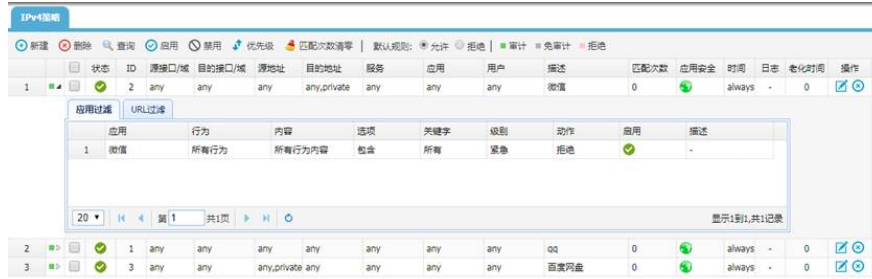 IPv4策略
新建 删除 查询 启用 禁用 优先级 匹配次数清零 | 默认规则: 允许 拒绝 | 审计 免审计 拒绝
状态 ID 源接口/域 目的接口/域 源地址 目的地址 服务 应用 用户 描述 匹配次数 应用安全 时间 日志 老化时间 操作
1 2 any any any any,private any any any 微信 0 always - 0
应用过滤 URL过滤
应用 行为 内容 选项 关键字 级别 动作 启用 描述
1 微信 所有行为 所有行为内容 包含 所有 紧急 拒绝 -
20 第 1 共1页 显示1到1,共1记录
2 1 any any any any any any any qq 0 always - 0
3 3 any any any,private any any any any 百度网盘 0 always - 0